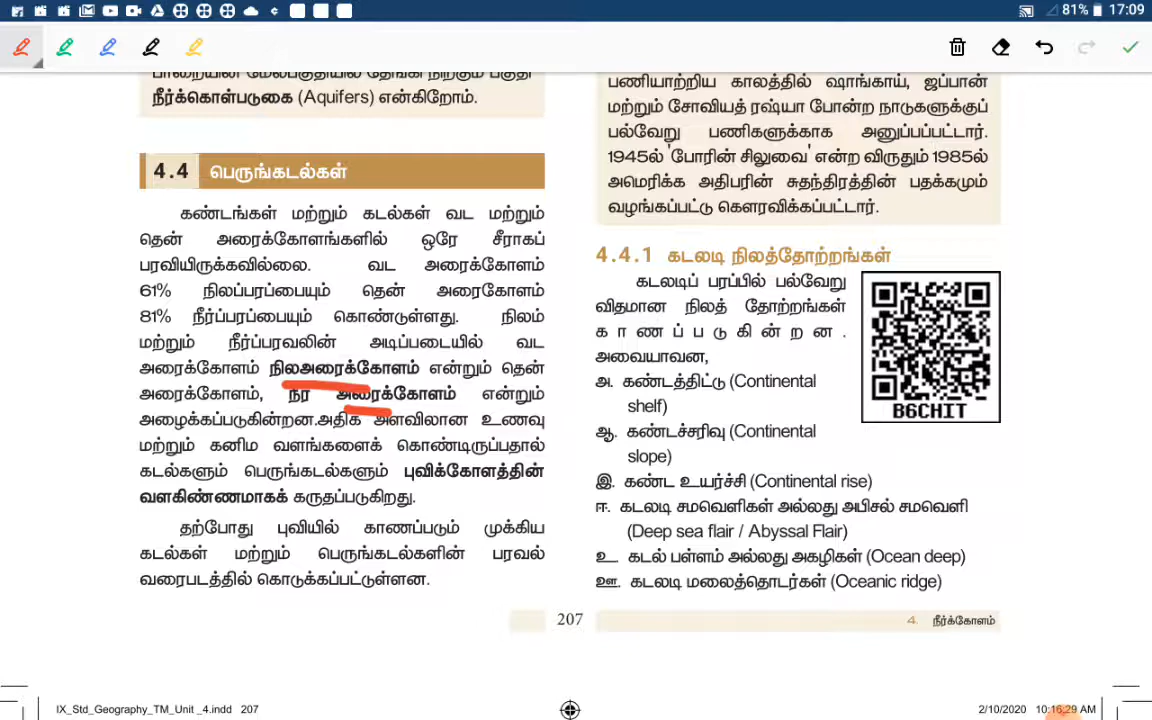 81% 17:09
பாறையின் மேல்பகுதியில் தேங்கி நிற்கும் பகுதி
நீர்க்கொள்படுகை (Aquifers) என்கிறோம்.
4.4 பெருங்கடல்கள்
கண்டங்கள் மற்றும் கடல்கள் வட மற்றும்
தென் அரைக்கோளங்களில் ஒரே சீராகப்
பரவியிருக்கவில்லை. வட அரைக்கோளம்
61% நிலப்பரப்பையும் தென் அரைகோளம்
81% நீர்ப்பரப்பையும் கொண்டுள்ளது. நிலம்
மற்றும் நீர்ப்பரவலின் அடிப்படையில் வட
அரைக்கோளம் நிலஅரைக்கோளம் என்றும் தென்
அரைக்கோளம், நீர் அரைக்கோளம் என்றும்
அழைக்கப்படுகின்றன.அதிக அளவிலான உணவு
மற்றும் கனிம வளங்களைக் கொண்டிருப்பதால்
கடல்களும் பெருங்கடல்களும் புவிக்கோளத்தின்
வளகிண்ணமாகக் கருதப்படுகிறது.
தற்போது புவியில் காணப்படும் முக்கிய
கடல்கள் மற்றும் பெருங்கடல்களின் பரவல்
வரைபடத்தில் கொடுக்கப்பட்டுள்ளன.
பணியாற்றிய காலத்தில் ஷாங்காய், ஜப்பான்
மற்றும் சோவியத் ரஷ்யா போன்ற நாடுகளுக்குப்
பல்வேறு பணிகளுக்காக அனுப்பப்பட்டார்.
1945ல் 'போரின் சிலுவை' என்ற விருதும் 1985ல்
அமெரிக்க அதிபரின் சுதந்திரத்தின் பதக்கமும்
வழங்கப்பட்டு கௌரவிக்கப்பட்டார்.
4.4.1 கடலடி நிலத்தோற்றங்கள்
கடலடிப் பரப்பில் பல்வேறு
விதமான நிலத் தோற்றங்கள்
காணப்படுகின்றன.
அவையாவன,
அ. கண்டத்திட்டு (Continental
shelf)
ஆ. கண்டச்சரிவு (Continental
slope)
இ. கண்ட உயர்ச்சி (Continental rise)
ஈ. கடலடி சமவெளிகள் அல்லது அபிசல் சமவெளி
(Deep sea flair / Abyssal Flair)
உ. கடல் பள்ளம் அல்லது அகழிகள் (Ocean deep)
ஊ. கடலடி மலைத்தொடர்கள் (Oceanic ridge)
B6CHIT
207
4. நீர்க்கோளம்
IX_Std_Geography_TM_Unit _4.indd 207
2/10/2020 10:16:29 AM